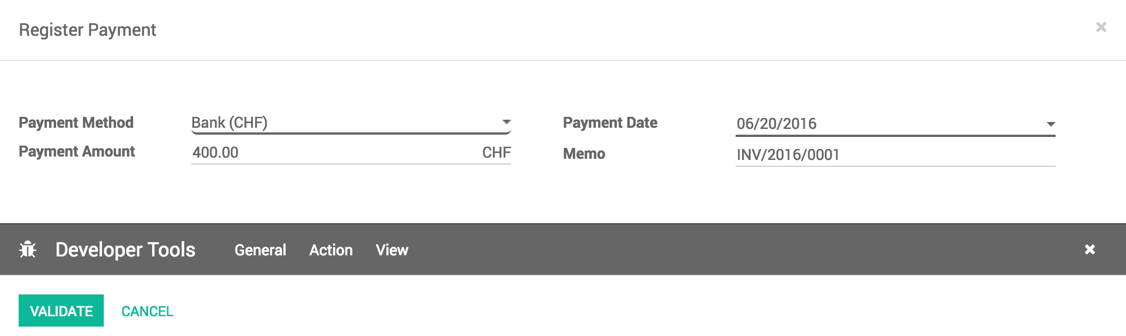 Register Payment ×
Payment Method Bank (CHF) Payment Date 06/20/2016
Payment Amount 400.00 CHF Memo INV/2016/0001
Developer Tools General Action View ×
VALIDATE CANCEL